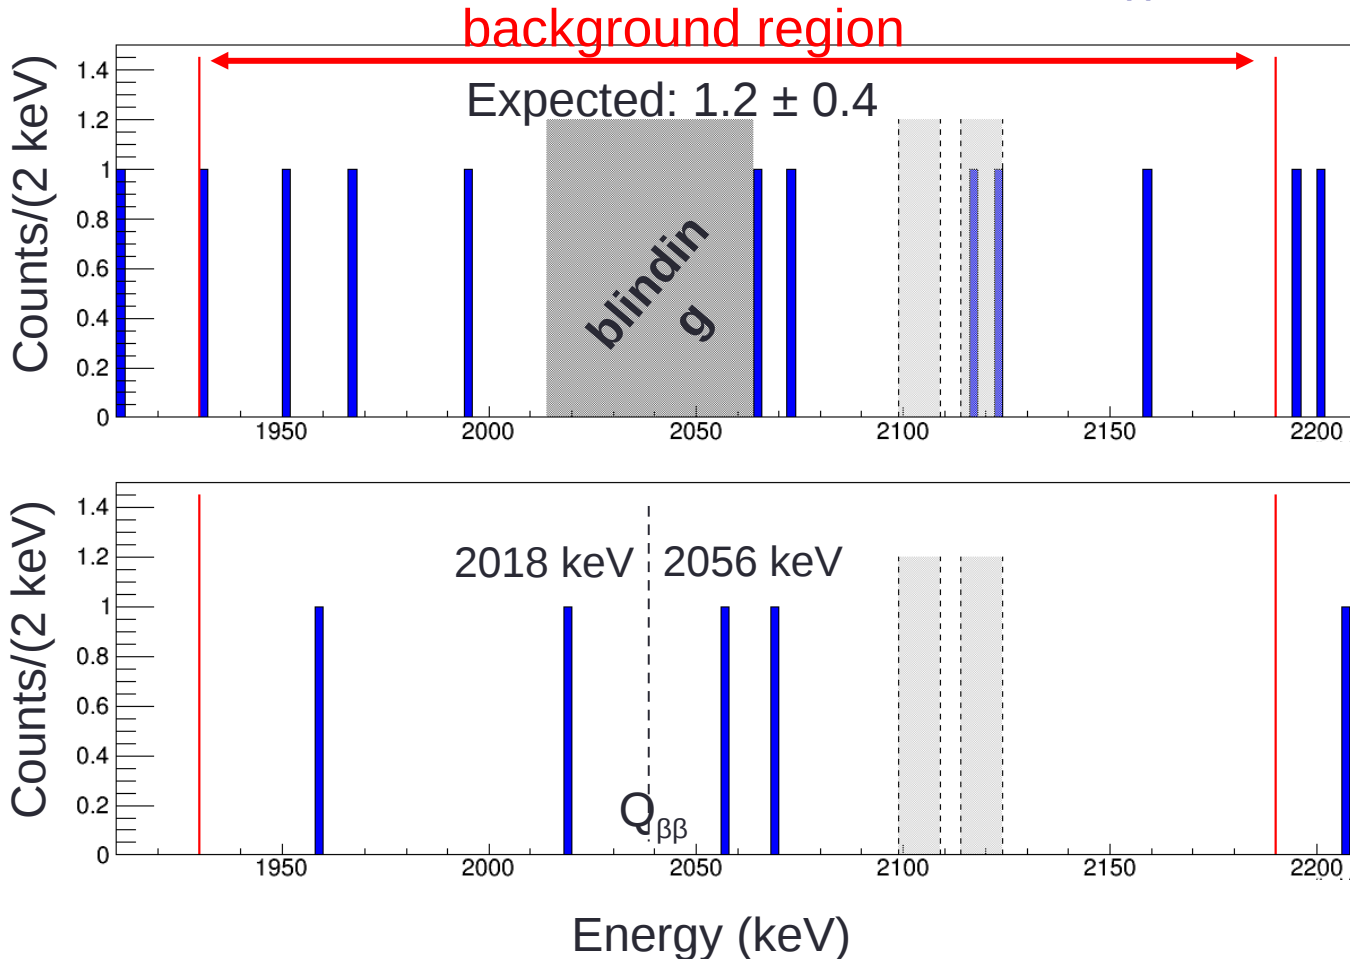 background region
Expected: 1.2 ± 0.4
Counts/(2 keV)
1.4
1.2
1
0.8
0.6
0.4
0.2
0
blindin
g
1950 2000 2050 2100 2150 2200
Counts/(2 keV)
1.4
1.2
1
0.8
0.6
0.4
0.2
0
2018 keV 2056 keV
Qββ
1950 2000 2050 2100 2150 2200
Energy (keV)